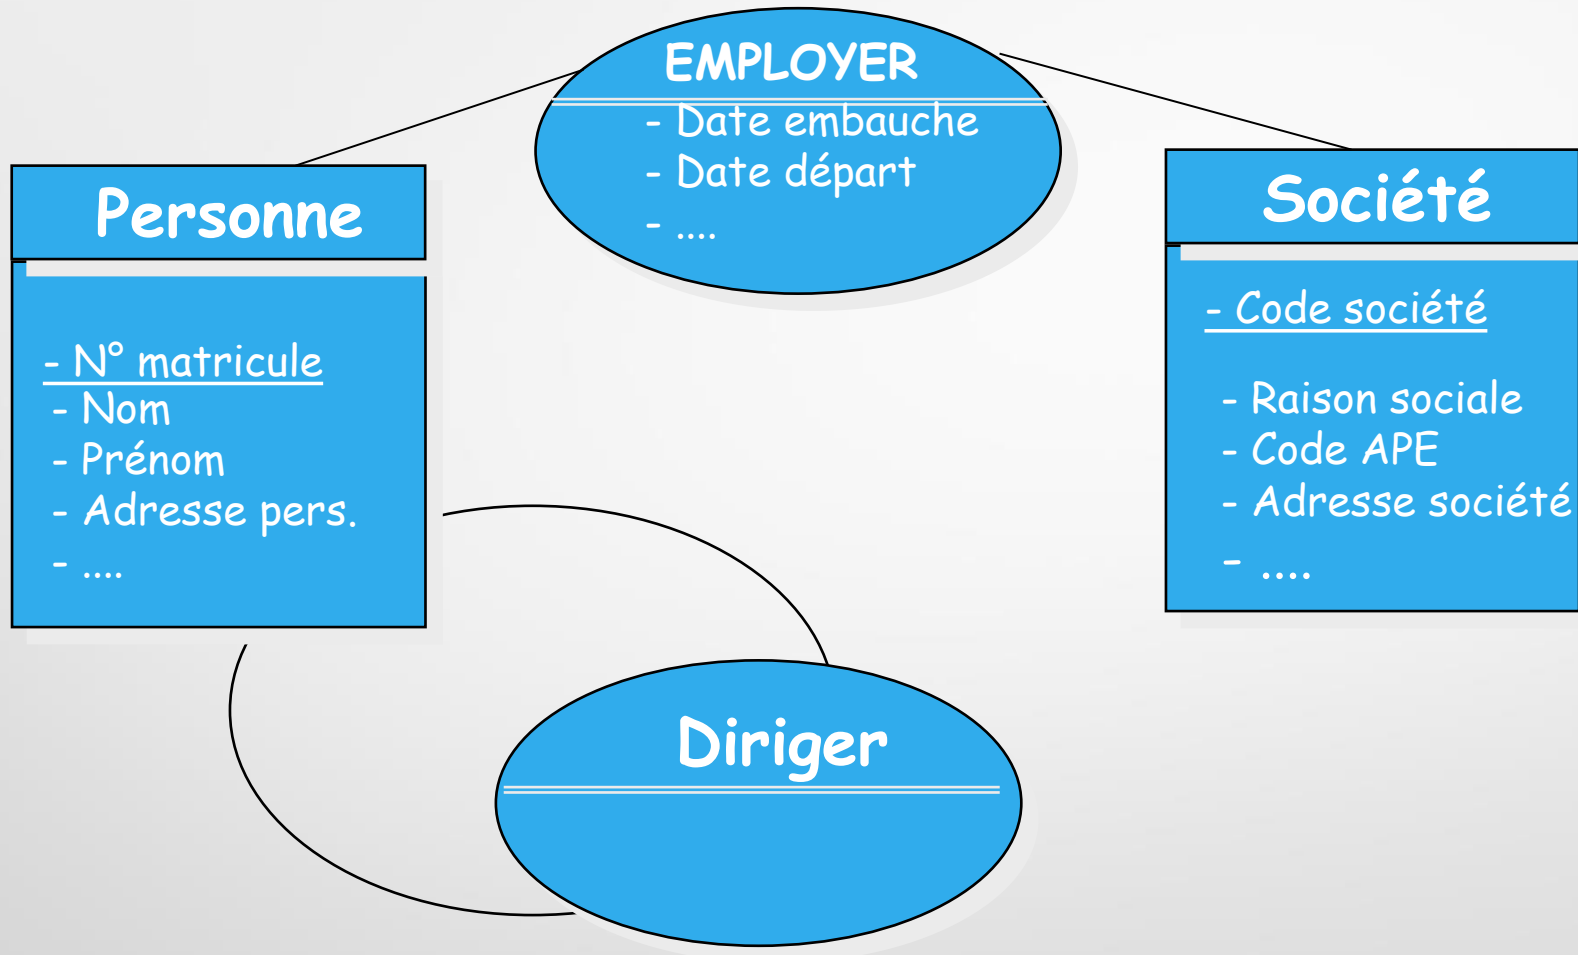 EMPLOYER
- Date embauche
- Date départ
- ....
Personne
- N° matricule
- Nom
- Prénom
- Adresse pers.
- ....
Société
- Code société
- Raison sociale
- Code APE
- Adresse société
- ....
Diriger